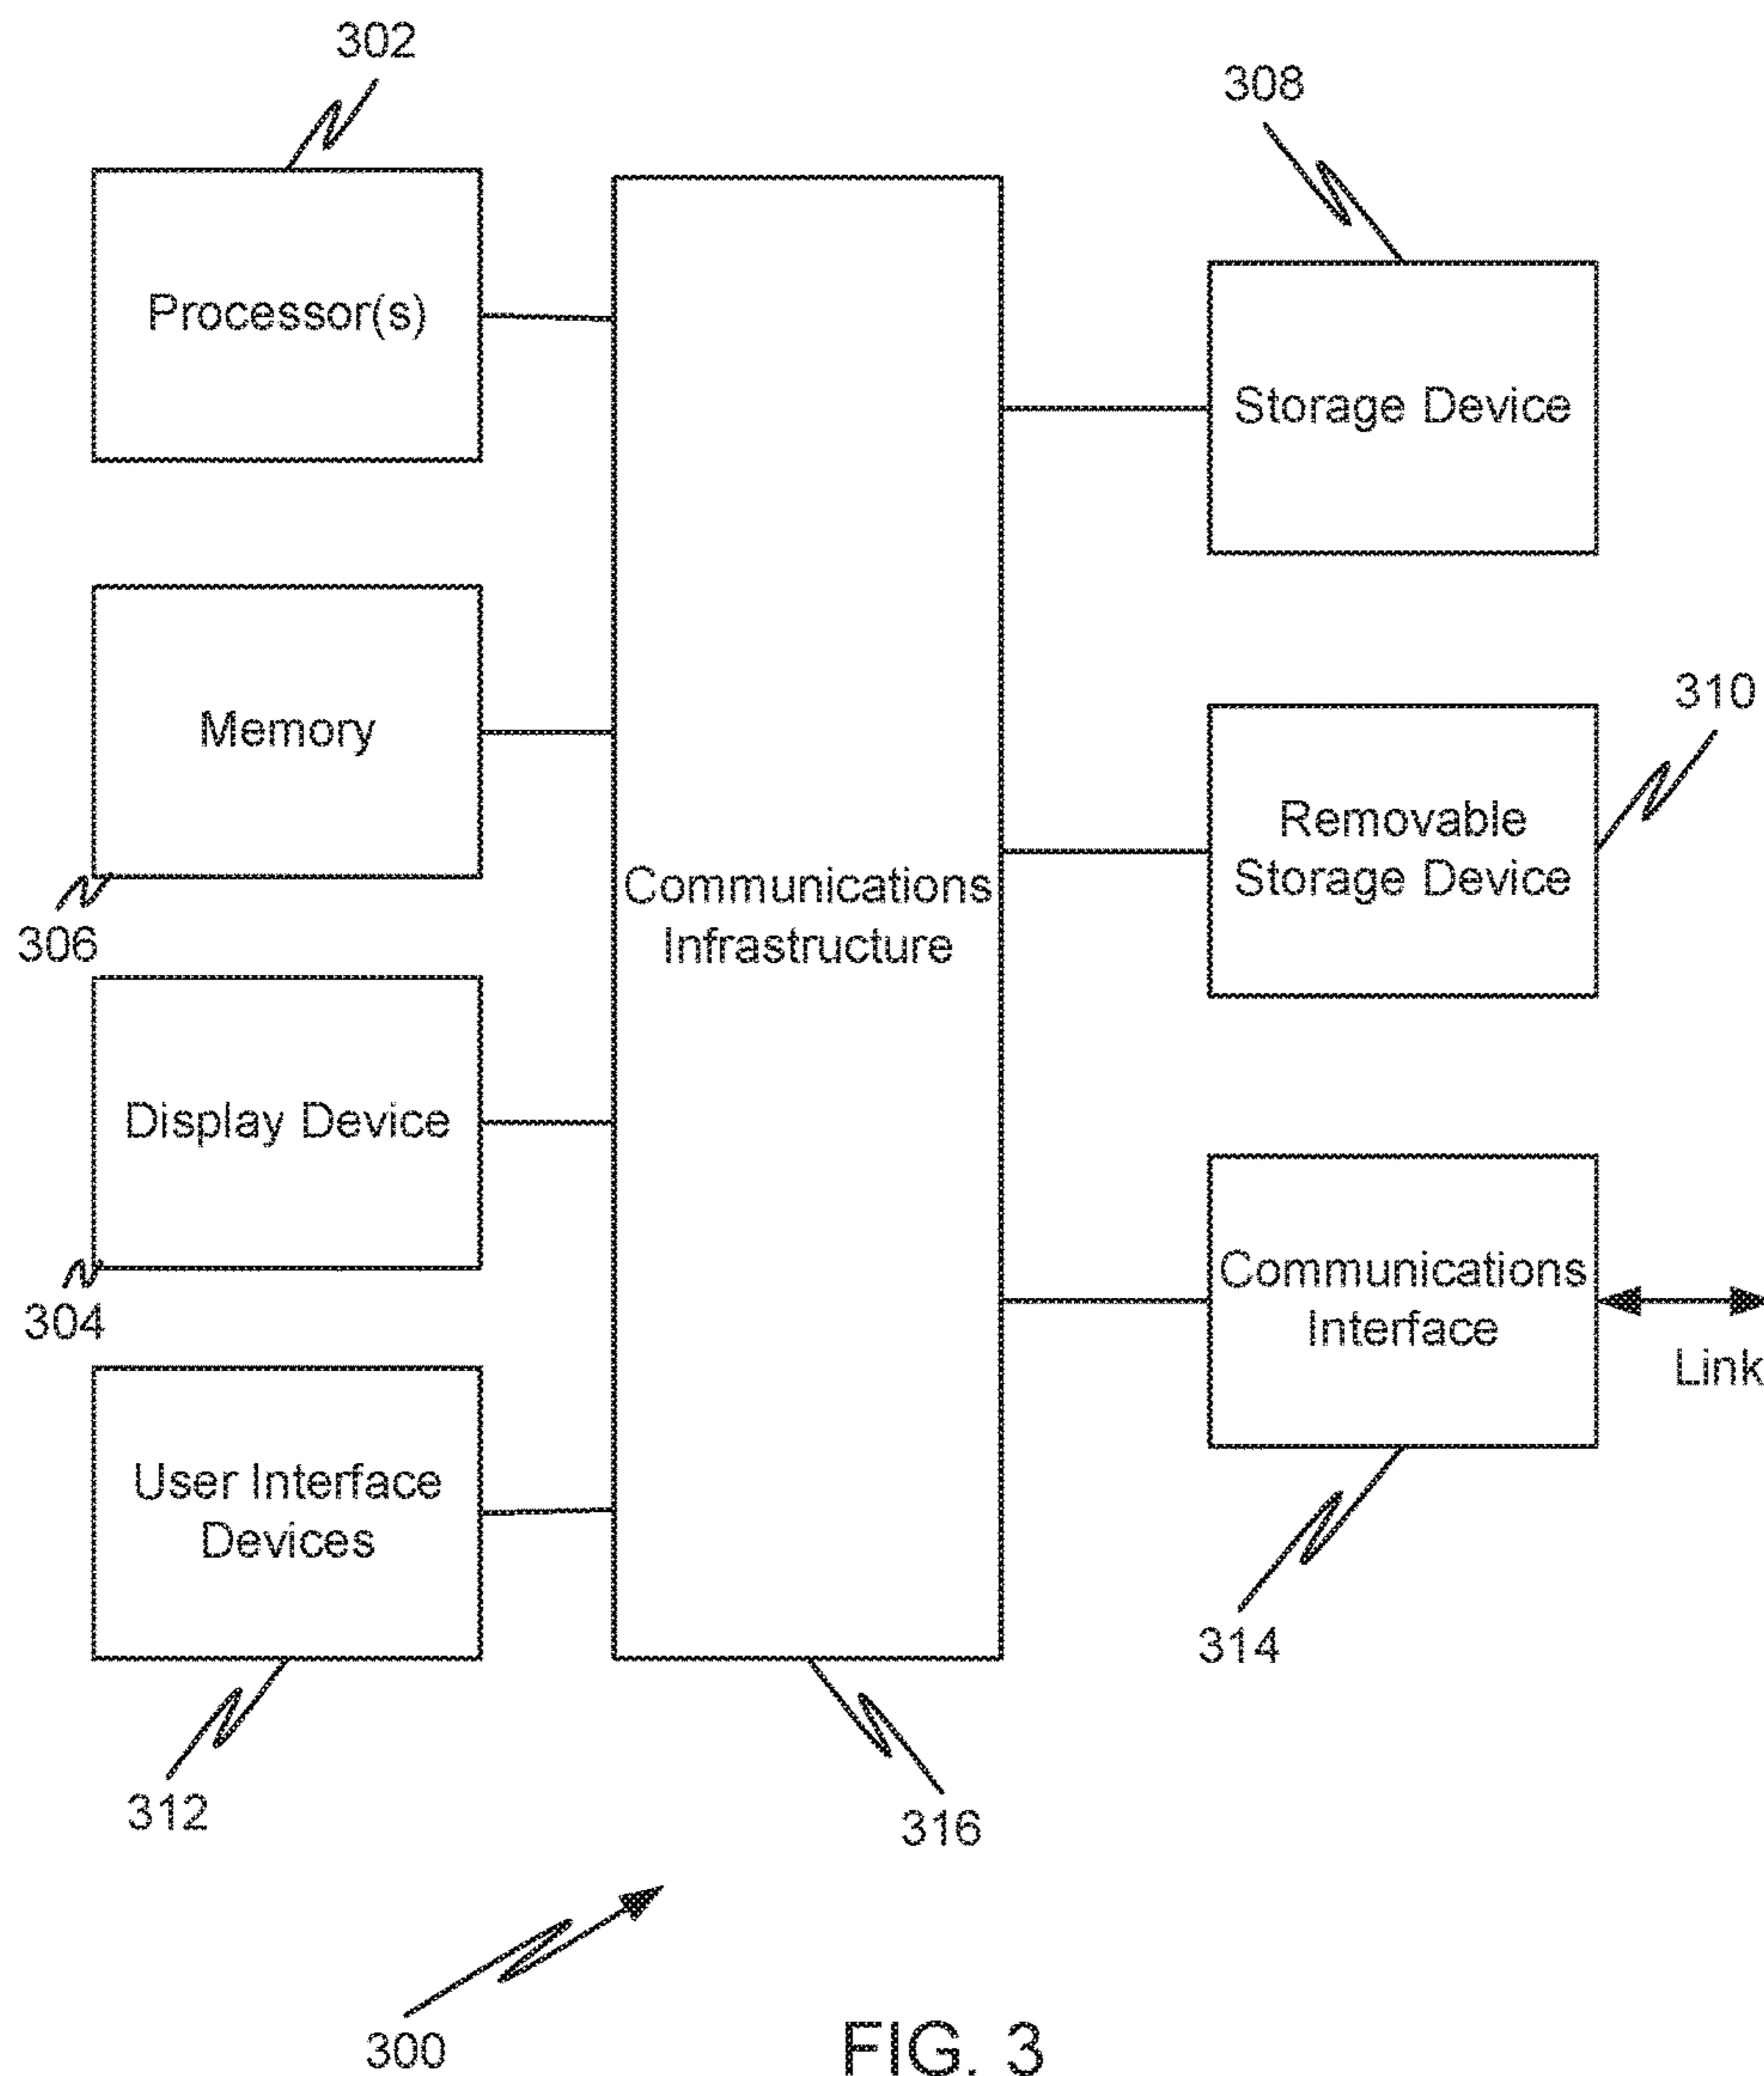 302
308
Processor(s)
Storage Device
310
Memory
Removable
Storage Device
Communications
Infrastructure
306
Display Device
Communications
Interface
304
Link
User Interface
Devices
314
312
316
300
FIG. 3